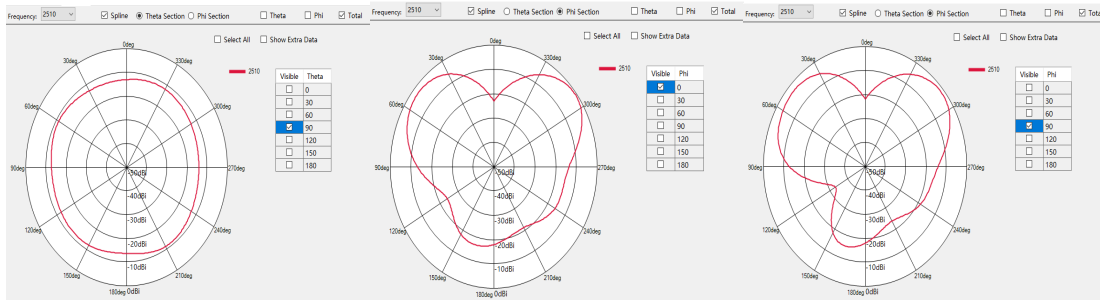 Frequency: 2510 Spline Theta Section Phi Section Theta Phi Total
Select All Show Extra Data
0deg
30deg 330deg
2510
Visible Theta
0
30
60
90
120
150
180
60deg 300deg
90deg 270deg
-50dBi
-40dBi
-30dBi
-20dBi
-10dBi
120deg 240deg
150deg 210deg
180deg 0dBi
Frequency: 2510 Spline Theta Section Phi Section Theta Phi Total
Select All Show Extra Data
0deg
30deg 330deg
2510
Visible Phi
0
30
60
90
120
150
180
60deg 300deg
90deg 270deg
-50dBi
-40dBi
-30dBi
-20dBi
-10dBi
120deg 240deg
150deg 210deg
180deg 0dBi
Frequency: 2510 Spline Theta Section Phi Section Theta Phi Total
Select All Show Extra Data
0deg
30deg 330deg
2510
Visible Phi
0
30
60
90
120
150
180
60deg 300deg
90deg 270deg
-50dBi
-40dBi
-30dBi
-20dBi
-10dBi
120deg 240deg
150deg 210deg
180deg 0dBi